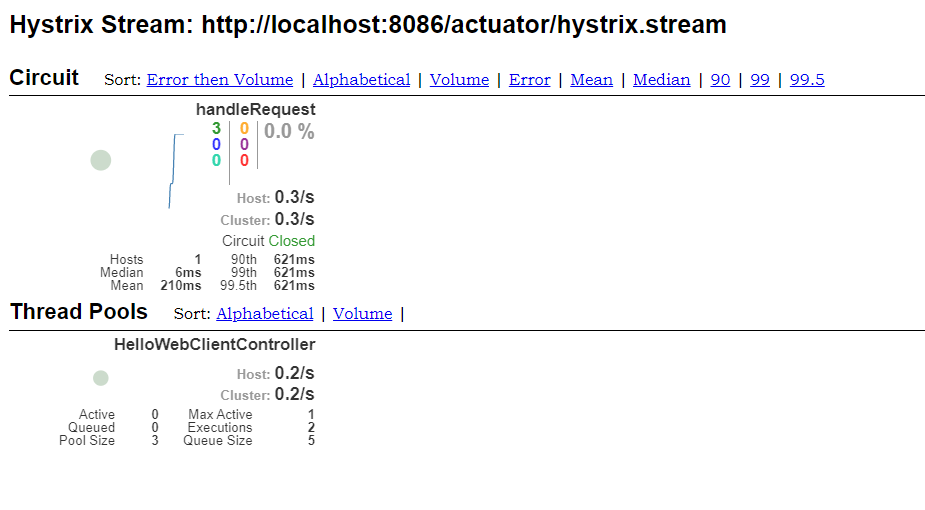 Hystrix Stream: http://localhost:8086/actuator/hystrix.stream
Circuit Sort: Error then Volume | Alphabetical | Volume | Error | Mean | Median | 90 | 99 | 99.5
handleRequest
3 0 0.0 %
0 0
0 0
Host: 0.3/s
Cluster: 0.3/s
Circuit Closed
Hosts 1 90th 621ms
Median 6ms 99th 621ms
Mean 210ms 99.5th 621ms
Thread Pools Sort: Alphabetical | Volume |
HelloWebClientController
Host: 0.2/s
Cluster: 0.2/s
Active 0 Max Active 1
Queued 0 Executions 2
Pool Size 3 Queue Size 5